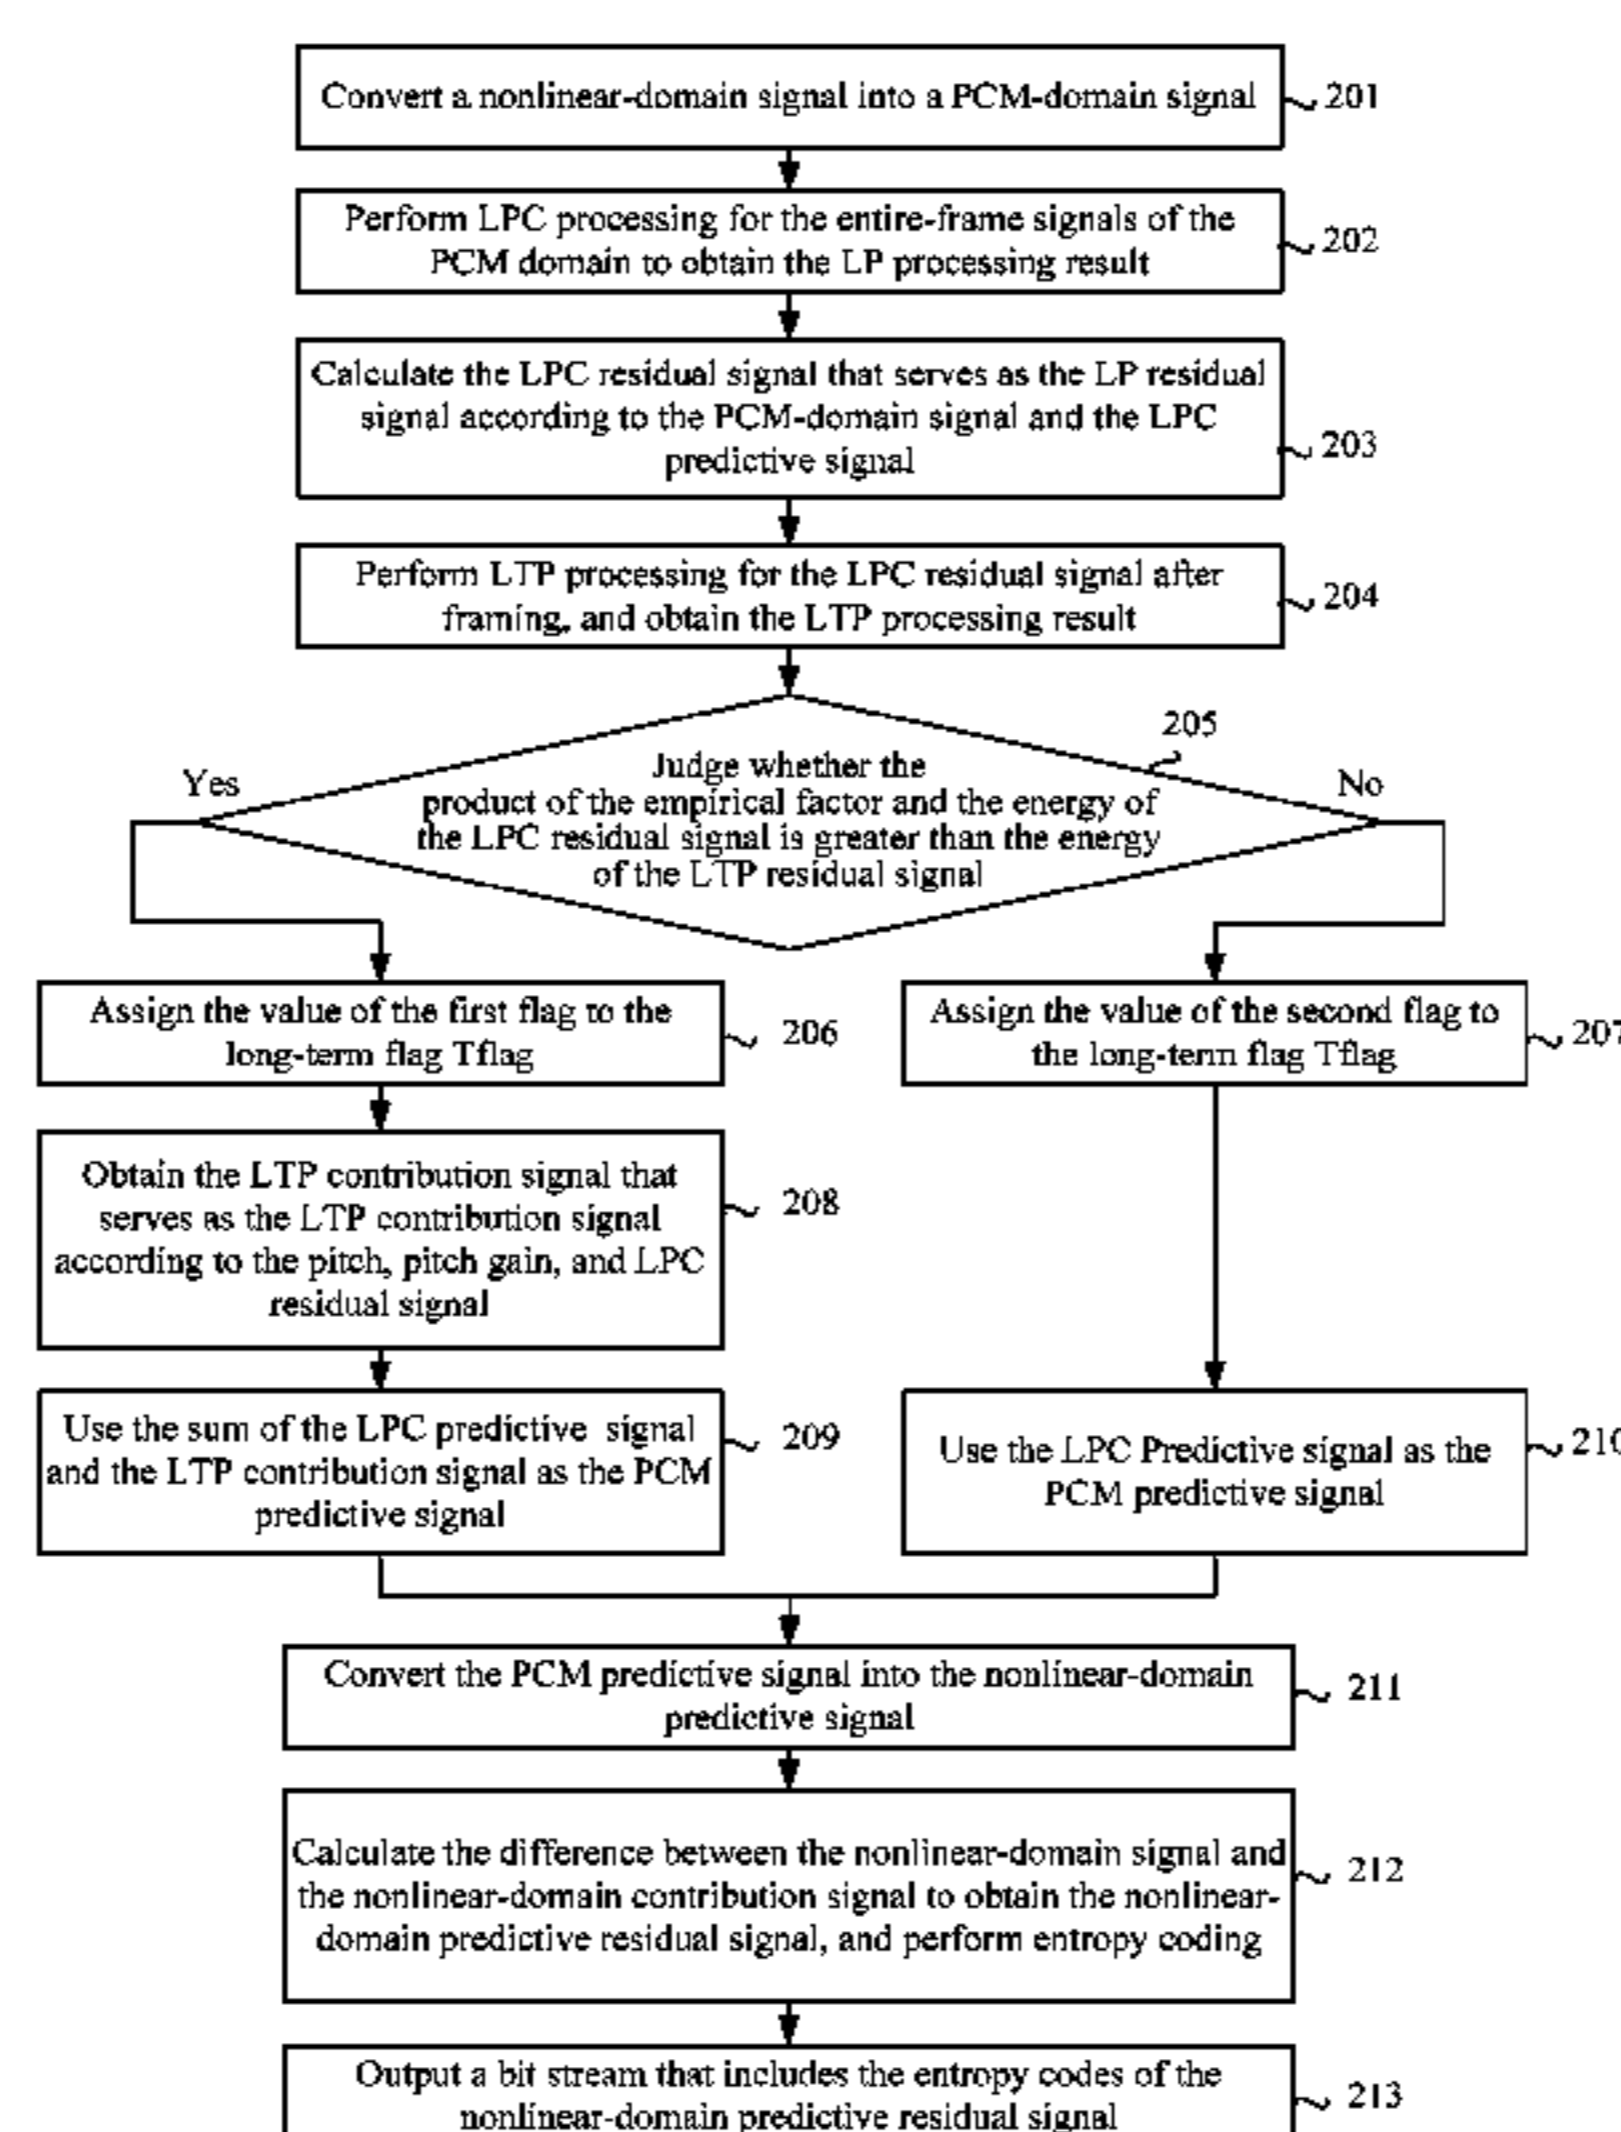 Convert a nonlinear-domain signal into a PCM-domain signal
201
Perform LPC processing for the entire-frame signals of the
PCM domain to obtain the LP processing result
202
Calculate the LPC residual signal that serves as the LP residual
signal according to the PCM-domain signal and the LPC
predictive signal
203
Perform LTP processing for the LPC residual signal after
framing, and obtain the LTP processing result
204
205
Judge whether the
product of the empirical factor and the energy of
the LPC residual signal is greater than the energy
of the LTP residual signal
Yes
No
Assign the value of the first flag to the
long-term flag Tflag
206
Assign the value of the second flag to
the long-term flag Tflag
207
Obtain the LTP contribution signal that
serves as the LTP contribution signal
according to the pitch, pitch gain, and LPC
residual signal
208
Use the sum of the LPC predictive signal
and the LTP contribution signal as the PCM
predictive signal
209
Use the LPC Predictive signal as the
PCM predictive signal
210
Convert the PCM predictive signal into the nonlinear-domain
predictive signal
211
Calculate the difference between the nonlinear-domain signal and
the nonlinear-domain contribution signal to obtain the nonlinear-
domain predictive residual signal, and perform entropy coding
212
Output a bit stream that includes the entropy codes of the
nonlinear-domain predictive residual signal
213